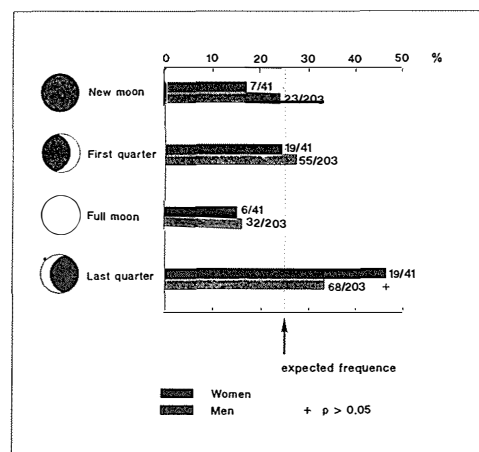 0 10 20 30 40 50 %
7/41
New moon
23/203
19/41
First quarter
55/203
6/41
Full moon
32/203
19/41
Last quarter
68/203 +
expected frequence
Women
Men + p > 0.05